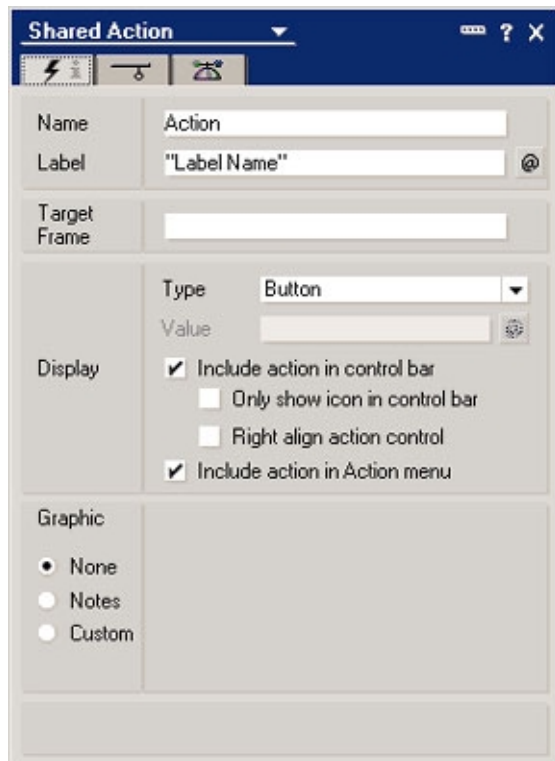 Shared Action
? X
Name Action
Label "Label Name" @
Target
Frame
Type Button
Value
Display
Include action in control bar
Only show icon in control bar
Right align action control
Include action in Action menu
Graphic
None
Notes
Custom